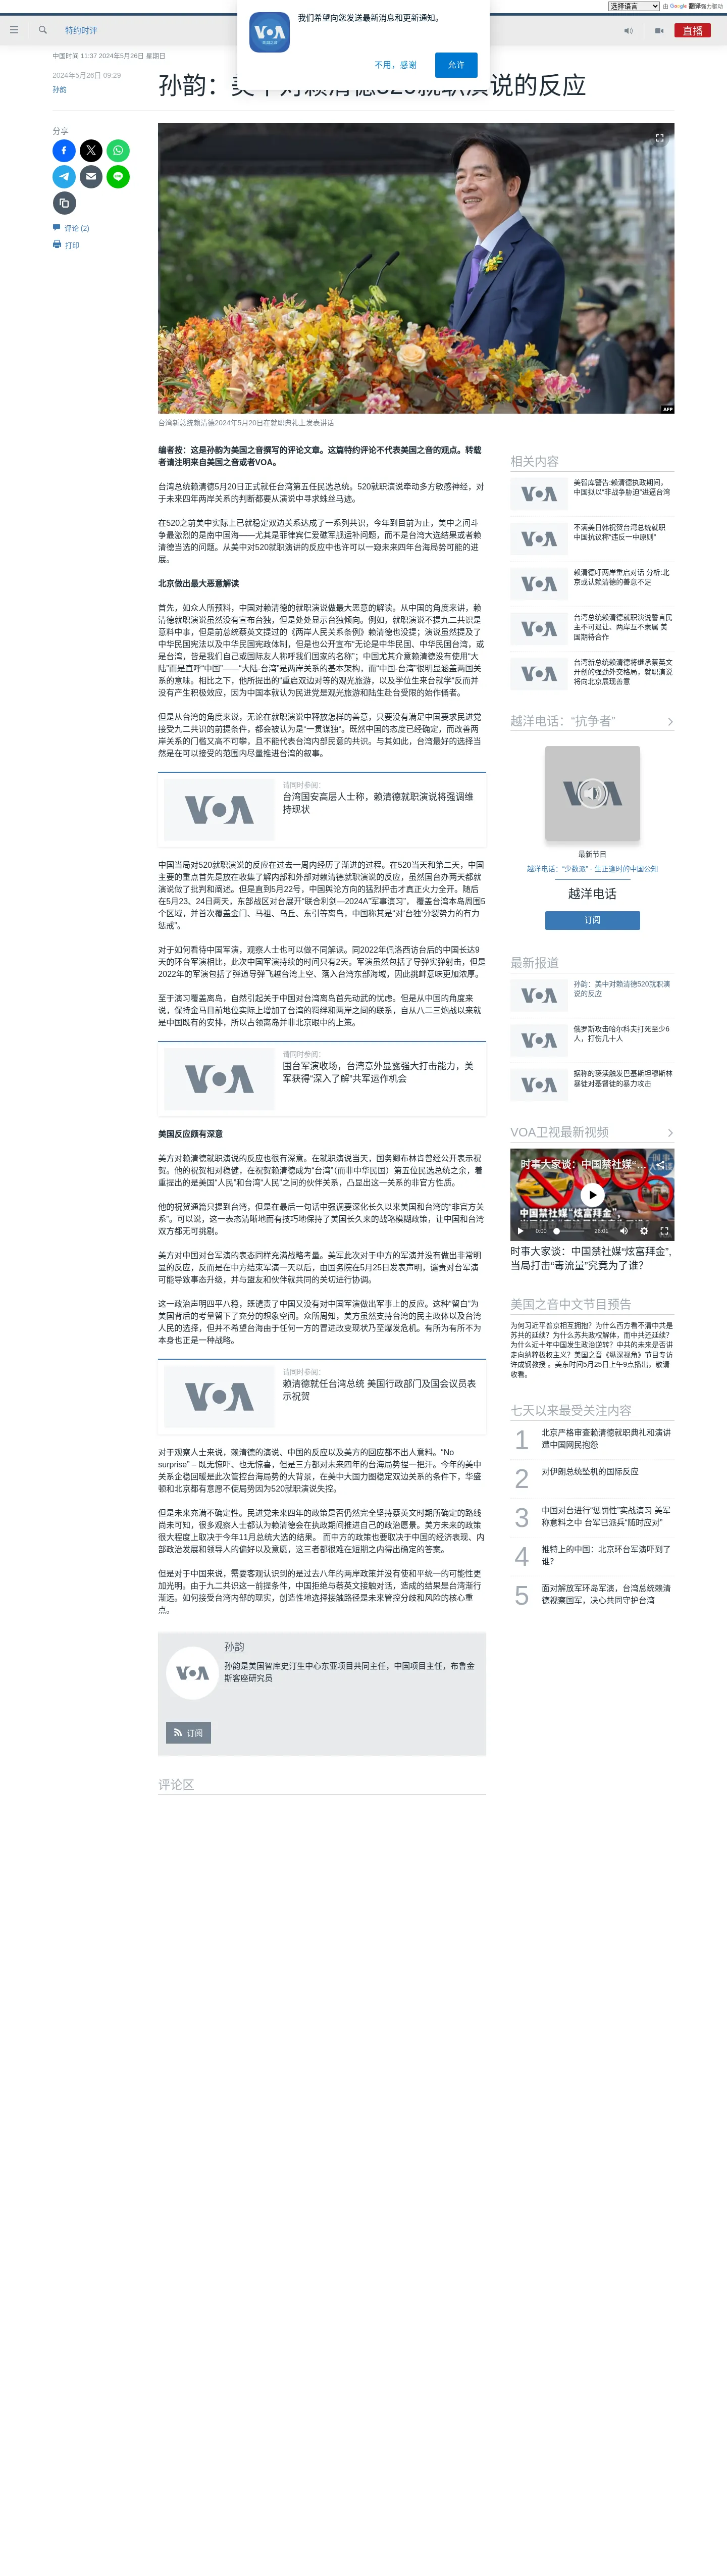 选择语言
由 Google 翻译强力驱动
我们希望向您发送最新消息和更新通知。
不用，感谢
允许
特约时评
直播
中国时间 11:37 2024年5月26日 星期日
2024年5月26日 09:29
孙韵
孙韵：美中对赖清德520就职演说的反应
分享
评论 (2)
打印
AFP
台湾新总统赖清德2024年5月20日在就职典礼上发表讲话
编者按：这是孙韵为美国之音撰写的评论文章。这篇特约评论不代表美国之音的观点。转载
者请注明来自美国之音或者VOA。
台湾总统赖清德5月20日正式就任台湾第五任民选总统。520就职演说牵动多方敏感神经，对
于未来四年两岸关系的判断都要从演说中寻求蛛丝马迹。
在520之前美中实际上已就稳定双边关系达成了一系列共识，今年到目前为止，美中之间斗
争最激烈的是南中国海——尤其是菲律宾仁爱礁军舰运补问题，而不是台湾大选结果或者赖
清德当选的问题。从美中对520就职演讲的反应中也许可以一窥未来四年台海局势可能的进
展。
北京做出最大恶意解读
首先，如众人所预料，中国对赖清德的就职演说做最大恶意的解读。从中国的角度来讲，赖
清德就职演说虽然没有宣布台独，但是处处显示台独倾向。例如，就职演说不提九二共识是
意料中事，但是前总统蔡英文提过的《两岸人民关系条例》赖清德也没提；演说虽然提及了
中华民国宪法以及中华民国宪政体制，但是也公开宣布“无论是中华民国、中华民国台湾，或
是台湾，皆是我们自己或国际友人称呼我们国家的名称”；中国尤其介意赖清德没有使用“大
陆”而是直呼“中国”——“大陆-台湾”是两岸关系的基本架构，而“中国-台湾”很明显涵盖两国关
系的意味。相比之下，他所提出的“重启双边对等的观光旅游，以及学位生来台就学”反而并
没有产生积极效应，因为中国本就认为民进党是观光旅游和陆生赴台受限的始作俑者。
但是从台湾的角度来说，无论在就职演说中释放怎样的善意，只要没有满足中国要求民进党
接受九二共识的前提条件，都会被认为是“一贯谋独”。既然中国的态度已经确定，而改善两
岸关系的门槛又高不可攀，且不能代表台湾内部民意的共识。与其如此，台湾最好的选择当
然是在可以接受的范围内尽量推进台湾的叙事。
请同时参阅：
台湾国安高层人士称，赖清德就职演说将强调维
持现状
中国当局对520就职演说的反应在过去一周内经历了渐进的过程。在520当天和第二天，中国
主要的重点首先是放在收集了解内部和外部对赖清德就职演说的反应，虽然国台办两天都就
演说做了批判和阐述。但是直到5月22号，中国舆论方向的猛烈抨击才真正火力全开。随后
在5月23、24日两天，东部战区对台展开“联合利剑—2024A”军事演习”， 覆盖台湾本岛周围5
个区域，并首次覆盖金门、马祖、乌丘、东引等离岛，中国称其是“对‘台独’分裂势力的有力
惩戒”。
对于如何看待中国军演，观察人士也可以做不同解读。同2022年佩洛西访台后的中国长达9
天的环台军演相比，此次中国军演持续的时间只有2天。军演虽然包括了导弹实弹射击，但是
2022年的军演包括了弹道导弹飞越台湾上空、落入台湾东部海域，因此挑衅意味更加浓厚。
至于演习覆盖离岛，自然引起关于中国对台湾离岛首先动武的忧虑。但是从中国的角度来
说，保持金马目前地位实际上增加了台湾的羁绊和两岸之间的联系，自从八二三炮战以来就
是中国既有的安排，所以占领离岛并非北京眼中的上策。
请同时参阅：
围台军演收场，台湾意外显露强大打击能力，美
军获得“深入了解”共军运作机会
美国反应颇有深意
美方对赖清德就职演说的反应也很有深意。在就职演说当天，国务卿布林肯曾经公开表示祝
贺。他的祝贺相对稳健，在祝贺赖清德成为“台湾”（而非中华民国）第五位民选总统之余，着
重提出的是美国“人民”和台湾“人民”之间的伙伴关系，凸显出这一关系的非官方性质。
他的祝贺通篇只提到台湾，但是在最后一句话中强调要深化长久以来美国和台湾的“非官方关
系”。可以说，这一表态清晰地而有技巧地保持了美国长久来的战略模糊政策，让中国和台湾
双方都无可挑剔。
美方对中国对台军演的表态同样充满战略考量。美军此次对于中方的军演并没有做出非常明
显的反应，反而是在中方结束军演一天以后，由国务院在5月25日发表声明，谴责对台军演
可能导致事态升级，并与盟友和伙伴就共同的关切进行协调。
这一政治声明四平八稳，既谴责了中国又没有对中国军演做出军事上的反应。这种“留白”为
美国背后的考量留下了充分的想象空间。众所周知，美方虽然支持台湾的民主政体以及台湾
人民的选择，但并不希望台海由于任何一方的冒进改变现状乃至爆发危机。有所为有所不为
本身也正是一种战略。
请同时参阅：
赖清德就任台湾总统 美国行政部门及国会议员表
示祝贺
对于观察人士来说，赖清德的演说、中国的反应以及美方的回应都不出人意料。“No
surprise” – 既无惊吓、也无惊喜，但是三方都对未来四年的台海局势捏一把汗。今年的美中
关系企稳回暖是此次管控台海局势的大背景，在美中大国力图稳定双边关系的条件下，华盛
顿和北京都有意愿不使局势因为520就职演说失控。
但是未来充满不确定性。民进党未来四年的政策是否仍然完全坚持蔡英文时期所确定的路线
尚未可知，很多观察人士都认为赖清德会在执政期间推进自己的政治愿景。美方未来的政策
很大程度上取决于今年11月总统大选的结果。 而中方的政策也要取决于中国的经济表现、内
部政治发展和领导人的偏好以及意愿，这三者都很难在短期之内得出确定的答案。
但是对于中国来说，需要客观认识到的是过去八年的两岸政策并没有使和平统一的可能性更
加光明。由于九二共识这一前提条件，中国拒绝与蔡英文接触对话，造成的结果是台湾渐行
渐远。如何接受台湾内部的现实，创造性地选择接触路径是未来管控分歧和风险的核心重
点。
孙韵
孙韵是美国智库史汀生中心东亚项目共同主任，中国项目主任，布鲁金
斯客座研究员
订阅
评论区
相关内容
美智库警告:赖清德执政期间，
中国拟以“非战争胁迫”进逼台湾
不满美日韩祝贺台湾总统就职
中国抗议称“违反一中原则”
赖清德吁两岸重启对话 分析:北
京或认赖清德的善意不足
台湾总统赖清德就职演说誓言民
主不可退让、两岸互不隶属 美
国期待合作
台湾新总统赖清德将继承蔡英文
开创的强劲外交格局，就职演说
将向北京展现善意
越洋电话：“抗争者”
最新节目
越洋电话：“少数派” - 生正逢时的中国公知
越洋电话
订阅
最新报道
孙韵：美中对赖清德520就职演
说的反应
俄罗斯攻击哈尔科夫打死至少6
人，打伤几十人
据称的亵渎触发巴基斯坦穆斯林
暴徒对基督徒的暴力攻击
VOA卫视最新视频
时事大家谈：中国禁社媒“...
中国禁社媒“炫富拜金”，
0:00
26:01
时事大家谈：中国禁社媒“炫富拜金”，
当局打击“毒流量”究竟为了谁？
美国之音中文节目预告
为何习近平普京相互拥抱？为什么西方看不清中共是
苏共的延续？为什么苏共政权解体，而中共还延续？
为什么近十年中国发生政治逆转？中共的未来是否讲
走向纳粹极权主义？美国之音《纵深视角》节目专访
许成钢教授 。美东时间5月25日上午9点播出，敬请
收看。
七天以来最受关注内容
1
北京严格审查赖清德就职典礼和演讲
遭中国网民抱怨
2
对伊朗总统坠机的国际反应
3
中国对台进行“惩罚性”实战演习 美军
称意料之中 台军已派兵“随时应对”
4
推特上的中国：北京环台军演吓到了
谁？
5
面对解放军环岛军演，台湾总统赖清
德视察国军，决心共同守护台湾